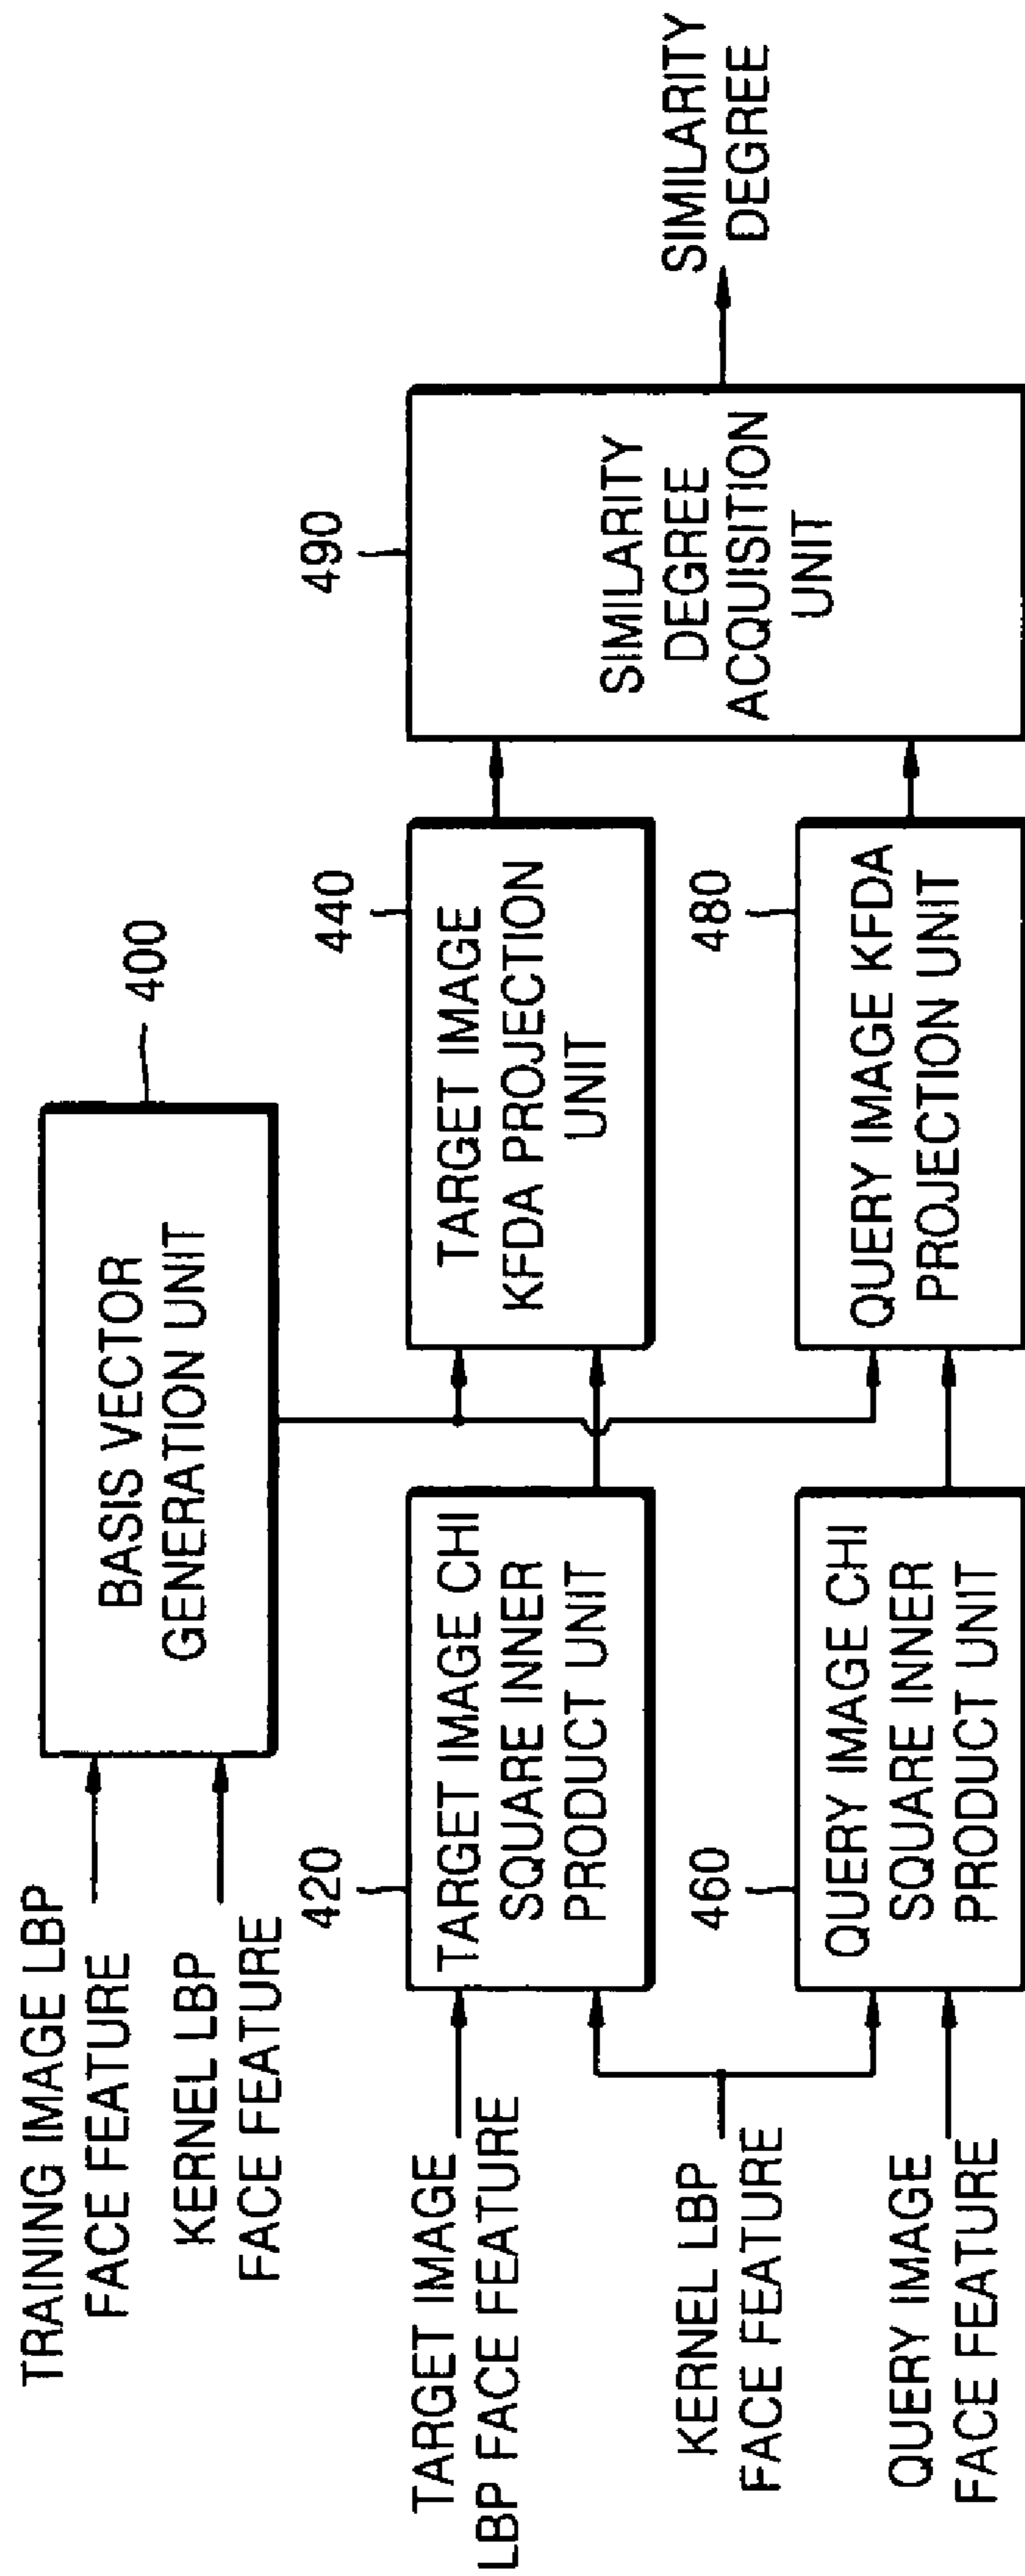 TRAINING IMAGE LBP
FACE FEATURE
KERNEL LBP
FACE FEATURE
BASIS VECTOR
GENERATION UNIT
400
TARGET IMAGE
LBP FACE FEATURE
KERNEL LBP
FACE FEATURE
QUERY IMAGE
FACE FEATURE
420
TARGET IMAGE CHI
SQUARE INNER
PRODUCT UNIT
460
QUERY IMAGE CHI
SQUARE INNER
PRODUCT UNIT
440
TARGET IMAGE
KFDA PROJECTION
UNIT
480
QUERY IMAGE KFDA
PROJECTION UNIT
490
SIMILARITY
DEGREE
ACQUISITION
UNIT
SIMILARITY
DEGREE